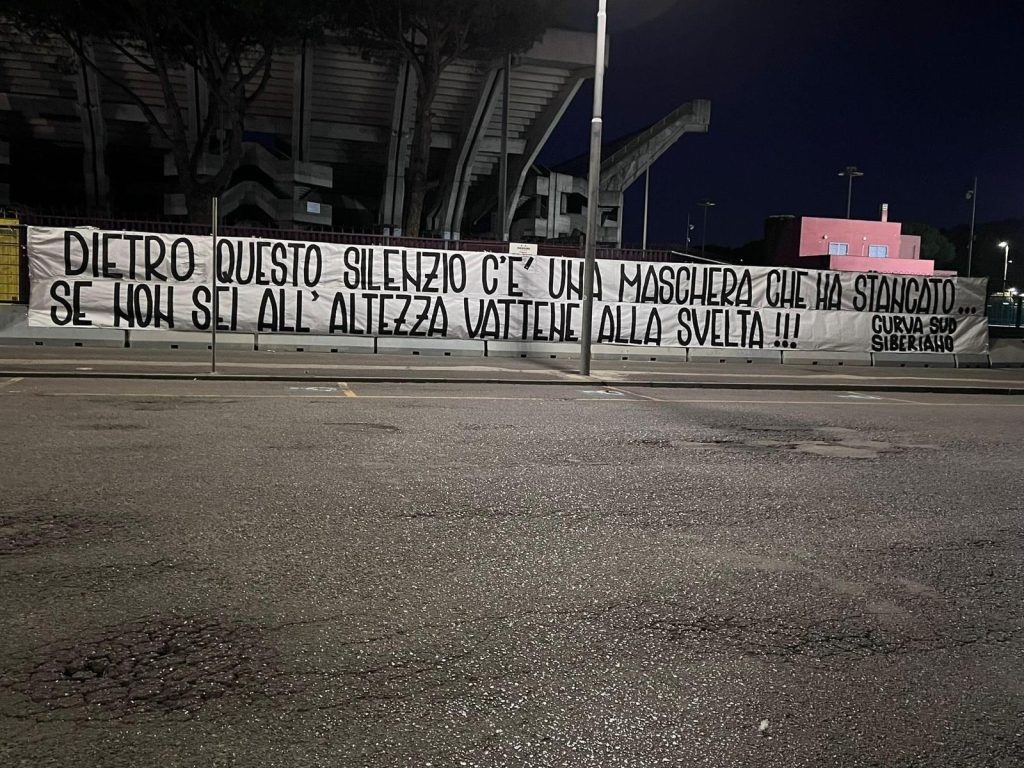 DIETRO QUESTO SILENZIO C'E' UNA MASCHERA CHE HA STANCATO...
SE NON SEI ALL'ALTEZZA VATTENE ALLA SVELTA!!!
CURVA SUD
SIBERIANO